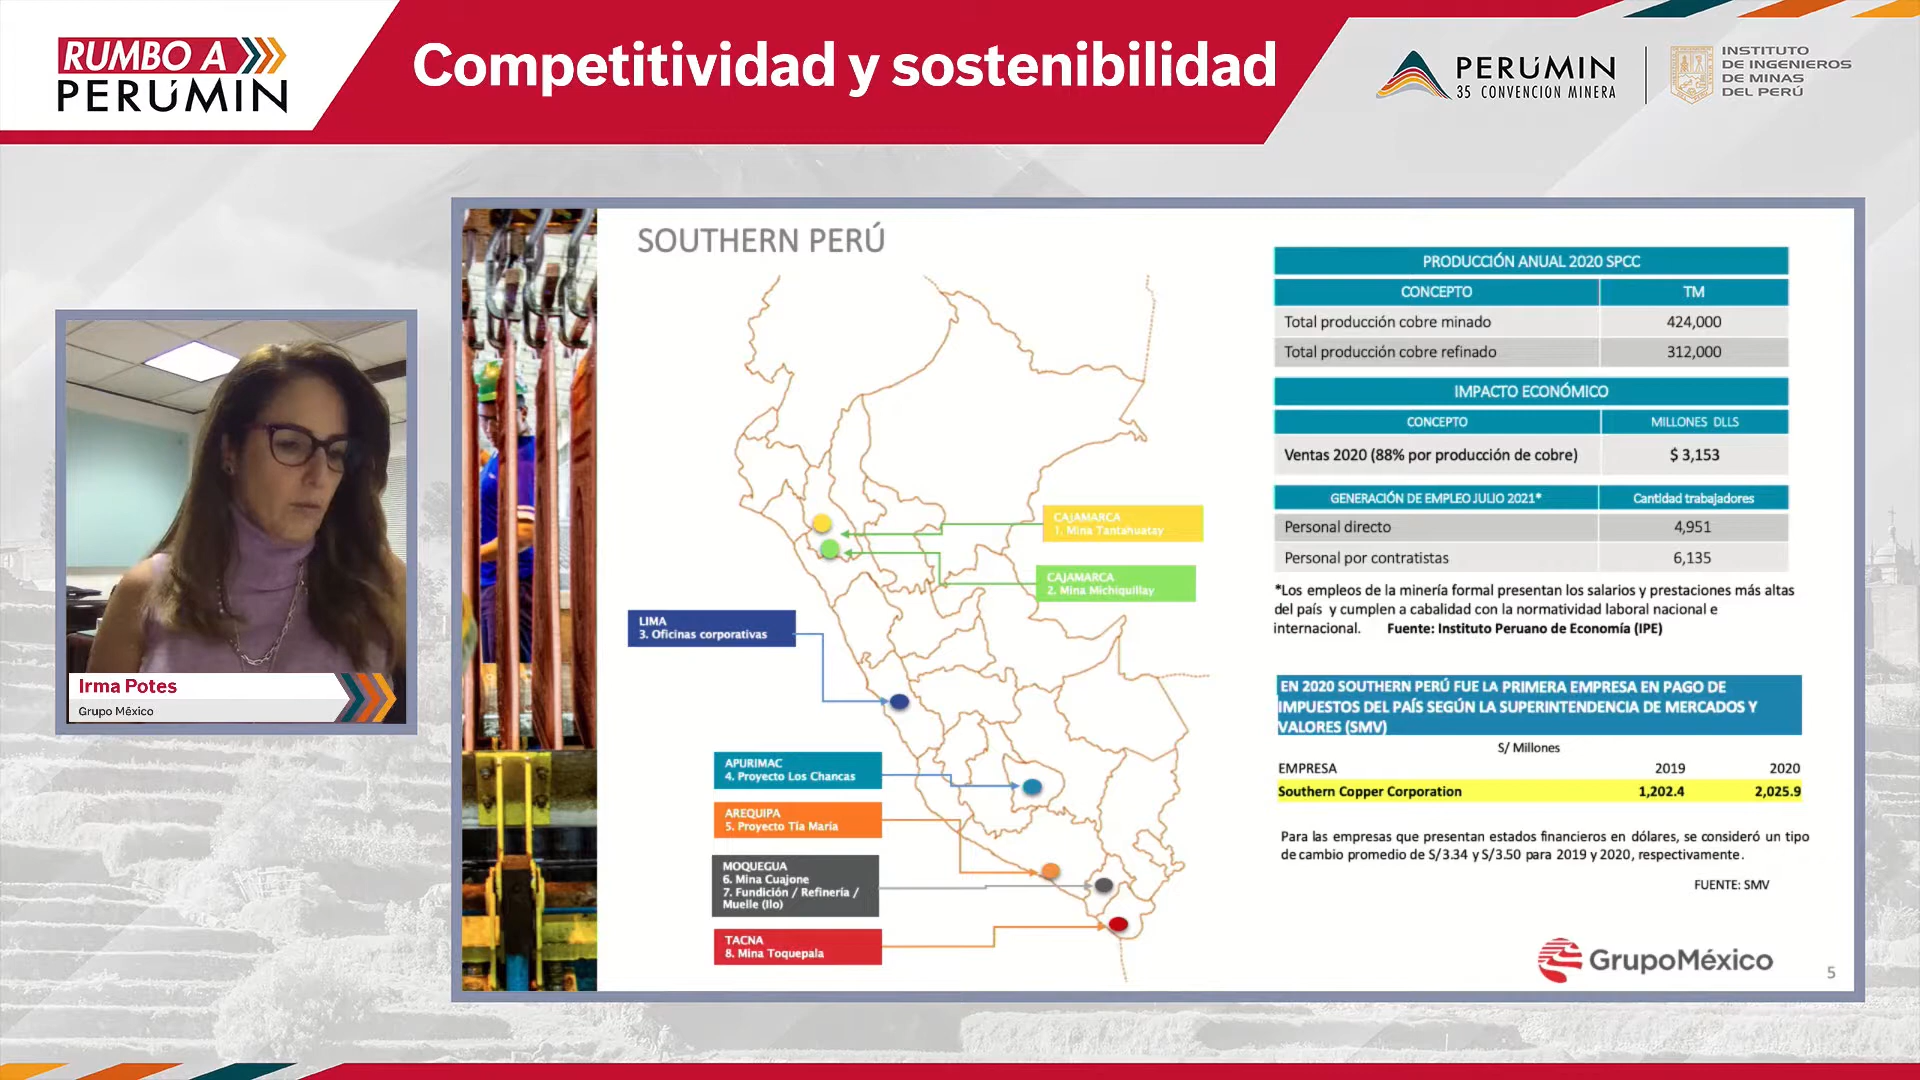 RUMBO A
PERÚMIN
Competitividad y sostenibilidad
PERÚMIN
35 CONVENCIÓN MINERA
INSTITUTO
DE INGENIEROS
DE MINAS
DEL PERÚ
Irma Potes
Grupo México
SOUTHERN PERÚ
CAJAMARCA
1. Mina Tantahuatay
CAJAMARCA
2. Mina Michiquillay
LIMA
3. Oficinas corporativas
APURIMAC
4. Proyecto Los Chancas
AREQUIPA
5. Proyecto Tía Maria
MOQUEGUA
6. Mina Cuajone
7. Fundición / Refinería /
Muelle (Ilo)
TACNA
8. Mina Toquepala
PRODUCCIÓN ANUAL 2020 SPCC
CONCEPTO TM
Total producción cobre minado 424,000
Total producción cobre refinado 312,000
IMPACTO ECONÓMICO
CONCEPTO MILLONES DLLS
Ventas 2020 (88% por producción de cobre) $ 3,153
GENERACIÓN DE EMPLEO JULIO 2021* Cantidad trabajadores
Personal directo 4,951
Personal por contratistas 6,135
*Los empleos de la minería formal presentan los salarios y prestaciones más altas
del país y cumplen a cabalidad con la normatividad laboral nacional e
internacional. Fuente: Instituto Peruano de Economía (IPE)
EN 2020 SOUTHERN PERÚ FUE LA PRIMERA EMPRESA EN PAGO DE
IMPUESTOS DEL PAÍS SEGÚN LA SUPERINTENDENCIA DE MERCADOS Y
VALORES (SMV)
S/ Millones
EMPRESA 2019 2020
Southern Copper Corporation 1,202.4 2,025.9
Para las empresas que presentan estados financieros en dólares, se consideró un tipo
de cambio promedio de S/3.34 y S/3.50 para 2019 y 2020, respectivamente.
FUENTE: SMV
GrupoMéxico
5